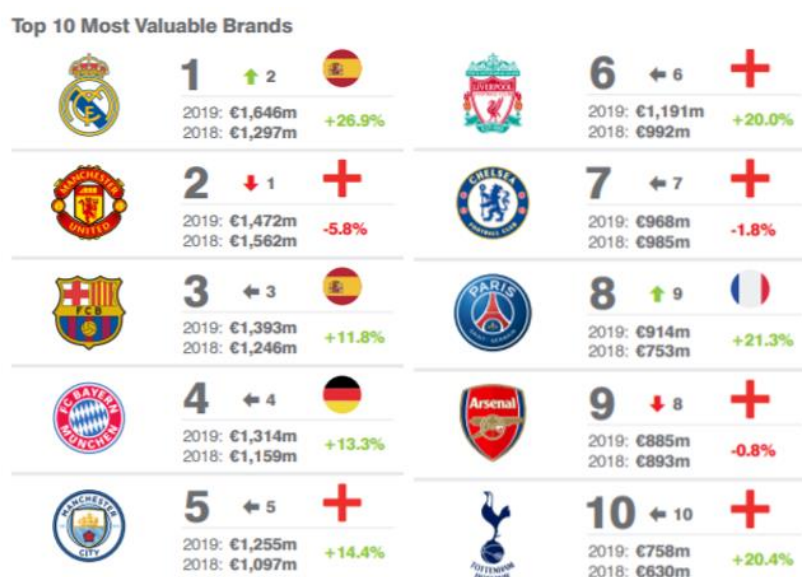 Top 10 Most Valuable Brands
1 2
2019: €1,646m
2018: €1,297m
+26.9%
MANCHESTER
UNITED
2 1
2019: €1,472m
2018: €1,562m
-5.8%
FCB
3 3
2019: €1,393m
2018: €1,246m
+11.8%
FC BAYERN
MÜNCHEN
4 4
2019: €1,314m
2018: €1,159m
+13.3%
MANCHESTER
CITY
5 5
2019: €1,255m
2018: €1,097m
+14.4%
LIVERPOOL
6 6
2019: €1,191m
2018: €992m
+20.0%
CHELSEA
FOOTBALL CLUB
7 7
2019: €968m
2018: €985m
-1.8%
PARIS
SAINT-GERMAIN
8 9
2019: €914m
2018: €753m
+21.3%
Arsenal
9 8
2019: €885m
2018: €893m
-0.8%
TOTTENHAM
10 10
2019: €758m
2018: €630m
+20.4%